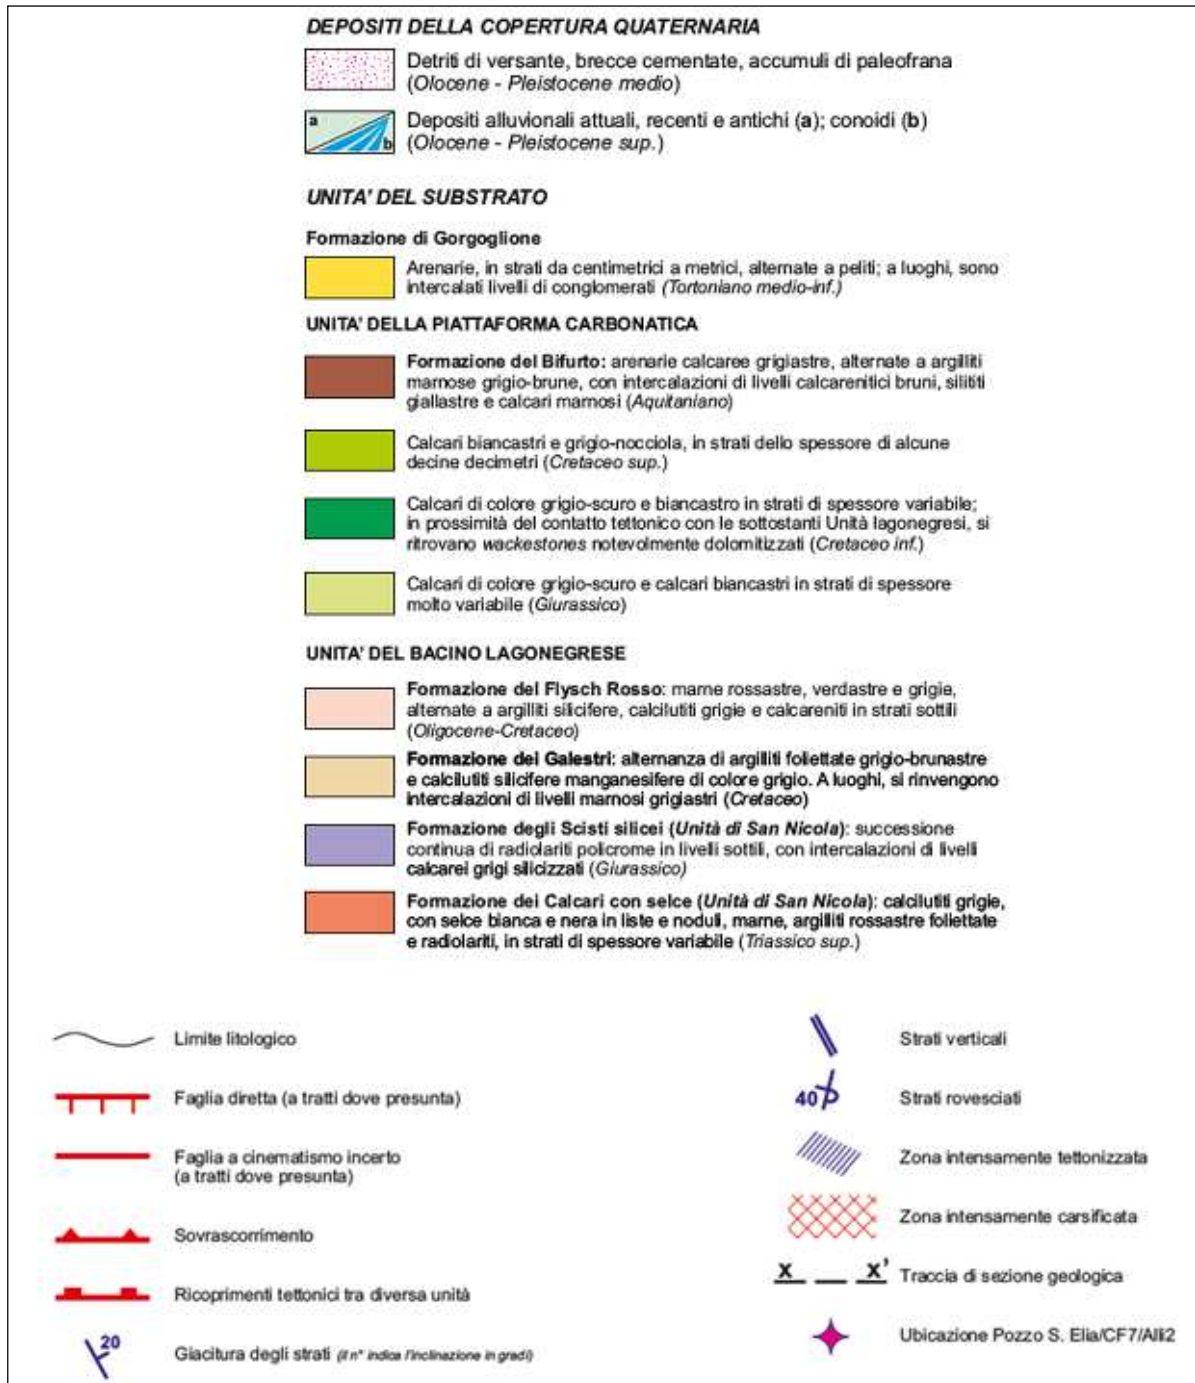 DEPOSITI DELLA COPERTURA QUATERNARIA
Detriti di versante, brecce cementate, accumuli di paleofrana
(Olocene - Pleistocene medio)
a
b
Depositi alluvionali attuali, recenti e antichi (a); conoidi (b)
(Olocene - Pleistocene sup.)
UNITA' DEL SUBSTRATO
Formazione di Gorgoglione
Arenarie, in strati da centimetrici a metrici, alternate a peliti; a luoghi, sono
intercalati livelli di conglomerati (Tortoniano medio-inf.)
UNITA' DELLA PIATTAFORMA CARBONATICA
Formazione del Bifurto: arenarie calcaree grigiastre, alternate a argilliti
marnose grigio-brune, con intercalazioni di livelli calcarenitici bruni, silititi
giallastre e calcari marnosi (Aquitaniano)
Calcari biancastri e grigio-nocciola, in strati dello spessore di alcune
decine decimetri (Cretaceo sup.)
Calcari di colore grigio-scuro e biancastro in strati di spessore variabile;
in prossimità del contatto tettonico con le sottostanti Unità lagonegresi, si
ritrovano wackestones notevolmente dolomitizzati (Cretaceo inf.)
Calcari di colore grigio-scuro e calcari biancastri in strati di spessore
molto variabile (Giurassico)
UNITA' DEL BACINO LAGONEGRESE
Formazione del Flysch Rosso: marne rossastre, verdastre e grigie,
alternate a argilliti silicifere, calcilutiti grigie e calcareniti in strati sottili
(Oligocene-Cretaceo)
Formazione dei Galestri: alternanza di argilliti foliettate grigio-brunastre
e calcilutiti silicifere manganesifere di colore grigio. A luoghi, si rinvengono
intercalazioni di livelli marnosi grigiastri (Cretaceo)
Formazione degli Scisti silicei (Unità di San Nicola): successione
continua di radiolariti policrome in livelli sottili, con intercalazioni di livelli
calcarei grigi silicizzati (Giurassico)
Formazione dei Calcari con selce (Unità di San Nicola): calcilutiti grigie,
con selce bianca e nera in liste e noduli, marne, argilliti rossastre foliettate
e radiolariti, in strati di spessore variabile (Triassico sup.)
Limite litologico
Faglia diretta (a tratti dove presunta)
Faglia a cinematismo incerto
(a tratti dove presunta)
Sovrascorrimento
Ricoprimenti tettonici tra diversa unità
20
Giacitura degli strati (il n° indica l'inclinazione in gradi)
Strati verticali
40
Strati rovesciati
Zona intensamente tettonizzata
Zona intensamente carsificata
X X'
Traccia di sezione geologica
Ubicazione Pozzo S. Elia/CF7/Alli2